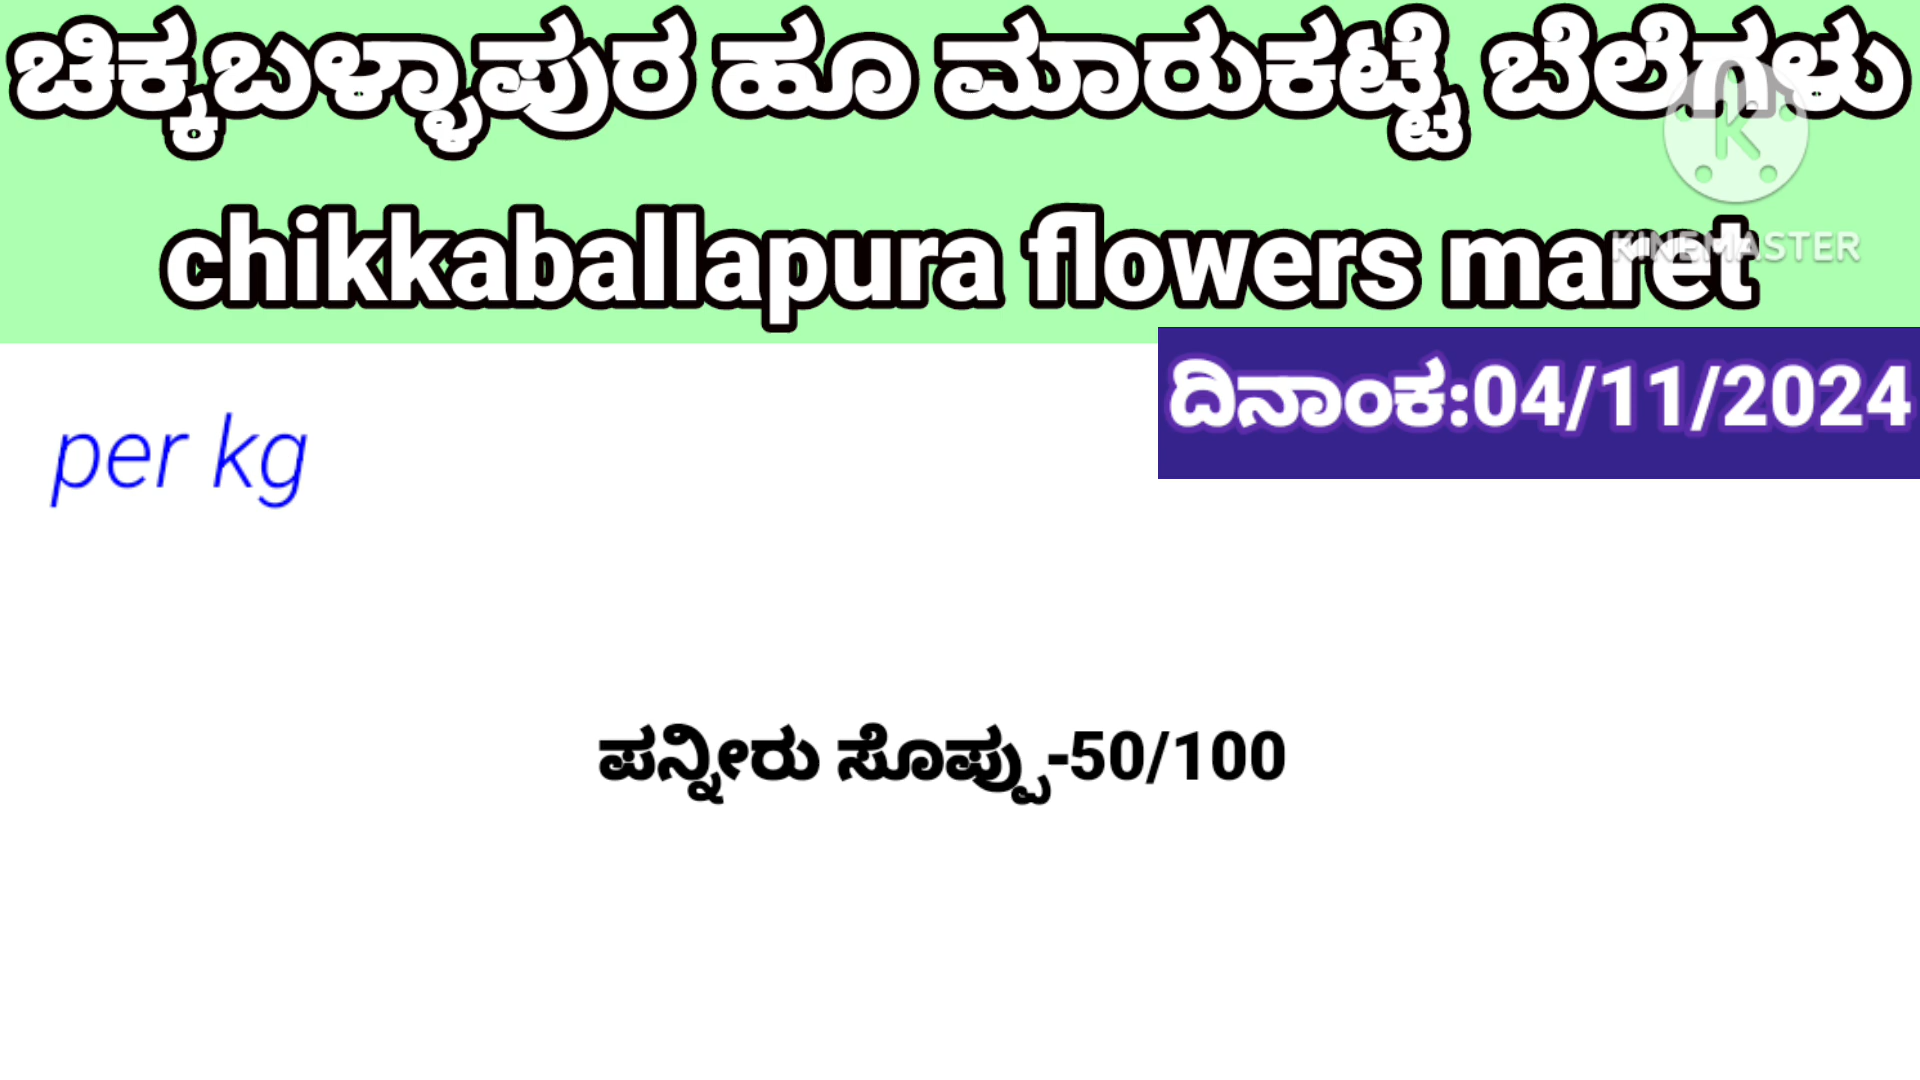 ಚಿಕ್ಕಬಳ್ಳಾಪುರ ಹೂ ಮಾರುಕಟ್ಟೆ ಬೆಲೆಗಳು
chikkaballapura flowers maret
KINEMASTER
ದಿನಾಂಕ:04/11/2024
per kg
ಪನ್ನೀರು ಸೊಪ್ಪು-50/100